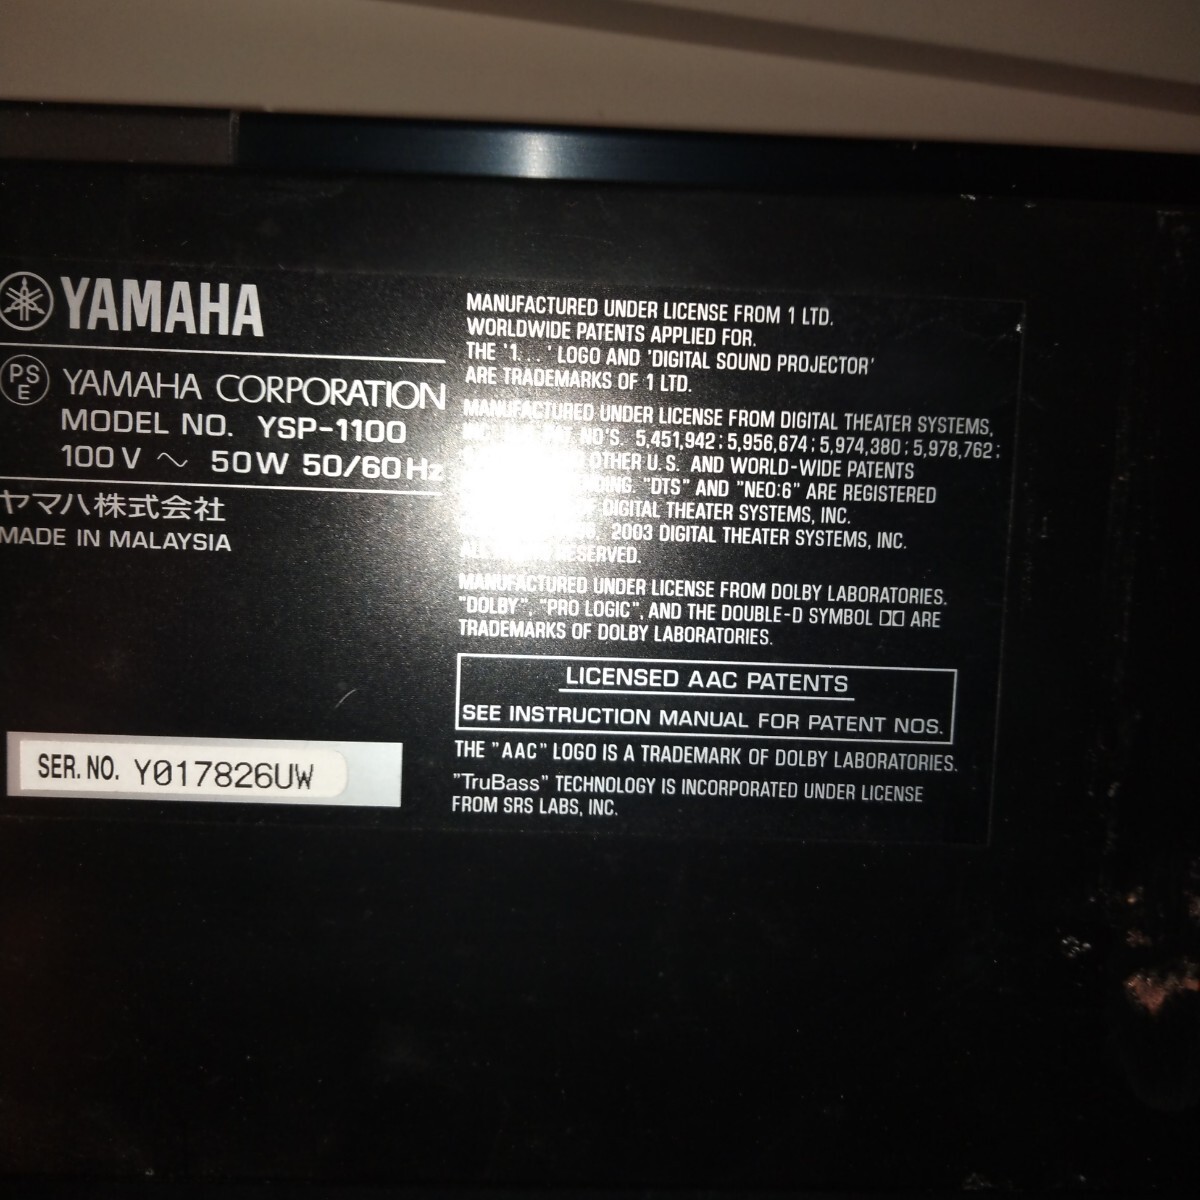 YAMAHA
PSE
YAMAHA CORPORATION
MODEL NO. YSP-1100
100V ～ 50W 50/60Hz
ヤマハ株式会社
MADE IN MALAYSIA
SER. NO. Y017826UW
MANUFACTURED UNDER LICENSE FROM 1 LTD.
WORLDWIDE PATENTS APPLIED FOR.
THE '1...' LOGO AND 'DIGITAL SOUND PROJECTOR'
ARE TRADEMARKS OF 1 LTD.
MANUFACTURED UNDER LICENSE FROM DIGITAL THEATER SYSTEMS,
NO'S. 5,451,942; 5,956,674; 5,974,380; 5,978,762;
OTHER U.S. AND WORLD-WIDE PATENTS
"DTS" AND "NEO:6" ARE REGISTERED
DIGITAL THEATER SYSTEMS, INC.
2003 DIGITAL THEATER SYSTEMS, INC.
ALL RESERVED.
MANUFACTURED UNDER LICENSE FROM DOLBY LABORATORIES.
"DOLBY", "PRO LOGIC", AND THE DOUBLE-D SYMBOL ARE
TRADEMARKS OF DOLBY LABORATORIES.
LICENSED AAC PATENTS
SEE INSTRUCTION MANUAL FOR PATENT NOS.
THE "AAC" LOGO IS A TRADEMARK OF DOLBY LABORATORIES.
"TruBass" TECHNOLOGY IS INCORPORATED UNDER LICENSE
FROM SRS LABS, INC.